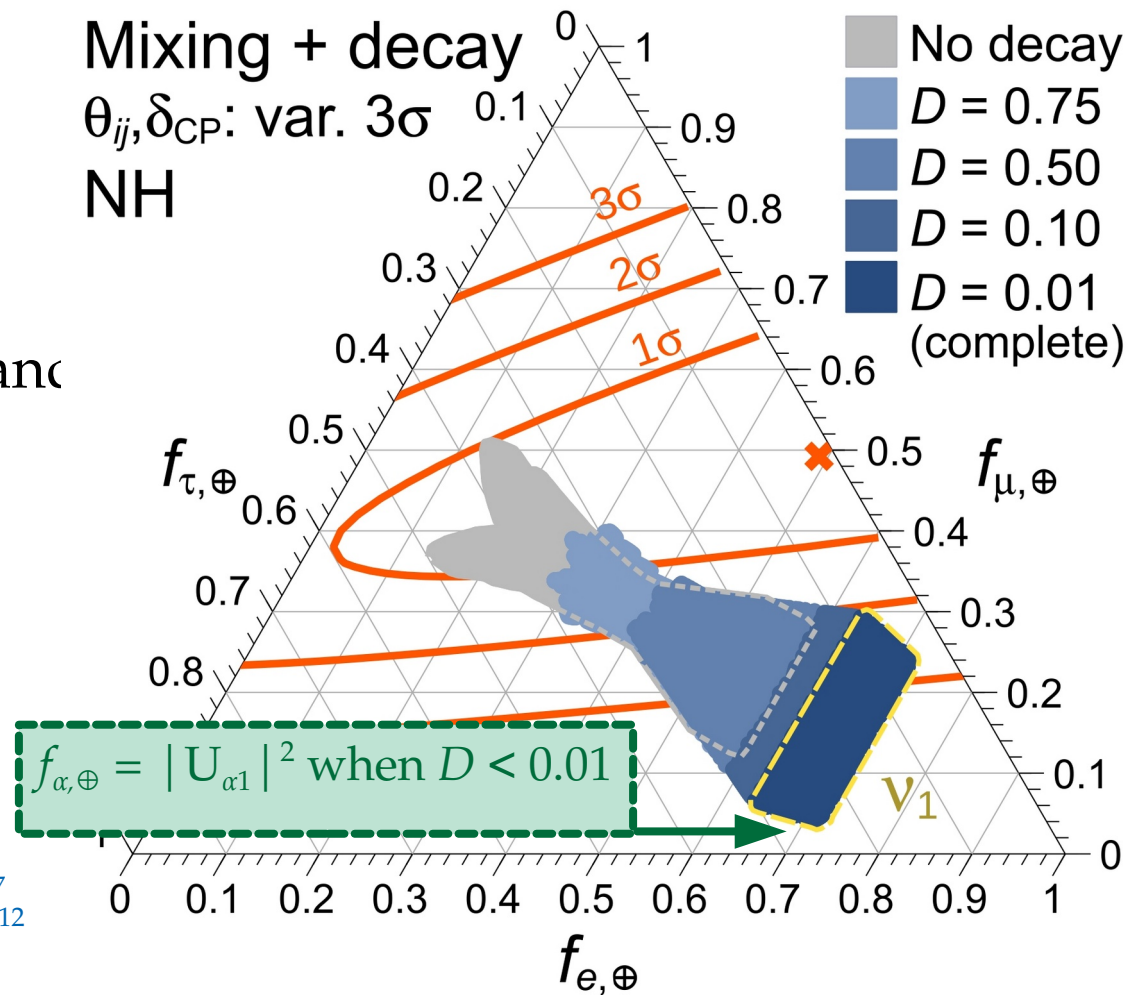 Mixing + decay
θij,δCP: var. 3σ
NH
No decay
D = 0.75
D = 0.50
D = 0.10
D = 0.01
(complete)
0
0.1
0.2
0.3
0.4
0.5
0.6
0.7
0.8
fτ,⊕
1
0.9
0.8
0.7
0.6
0.5
0.4
0.3
0.2
0.1
0
fμ,⊕
3σ
2σ
1σ
fα,⊕ = |Uα1|² when D < 0.01
ν1
0 0.1 0.2 0.3 0.4 0.5 0.6 0.7 0.8 0.9 1
fe,⊕
12